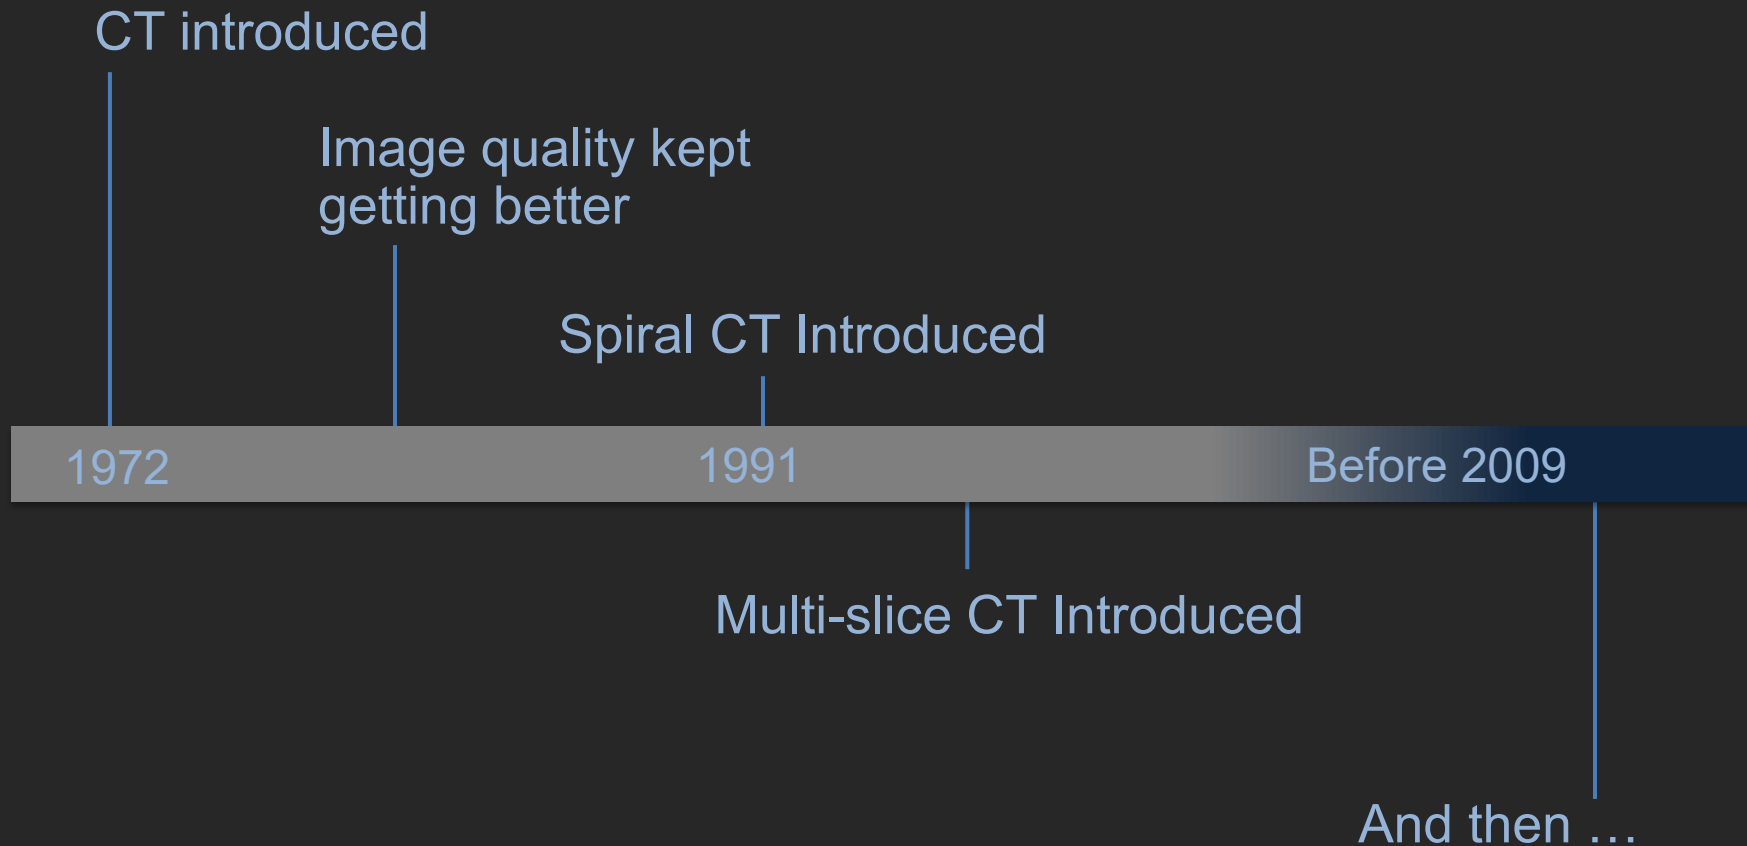 CT introduced
Image quality kept
getting better
Spiral CT Introduced
1972
1991
Before 2009
Multi-slice CT Introduced
And then …